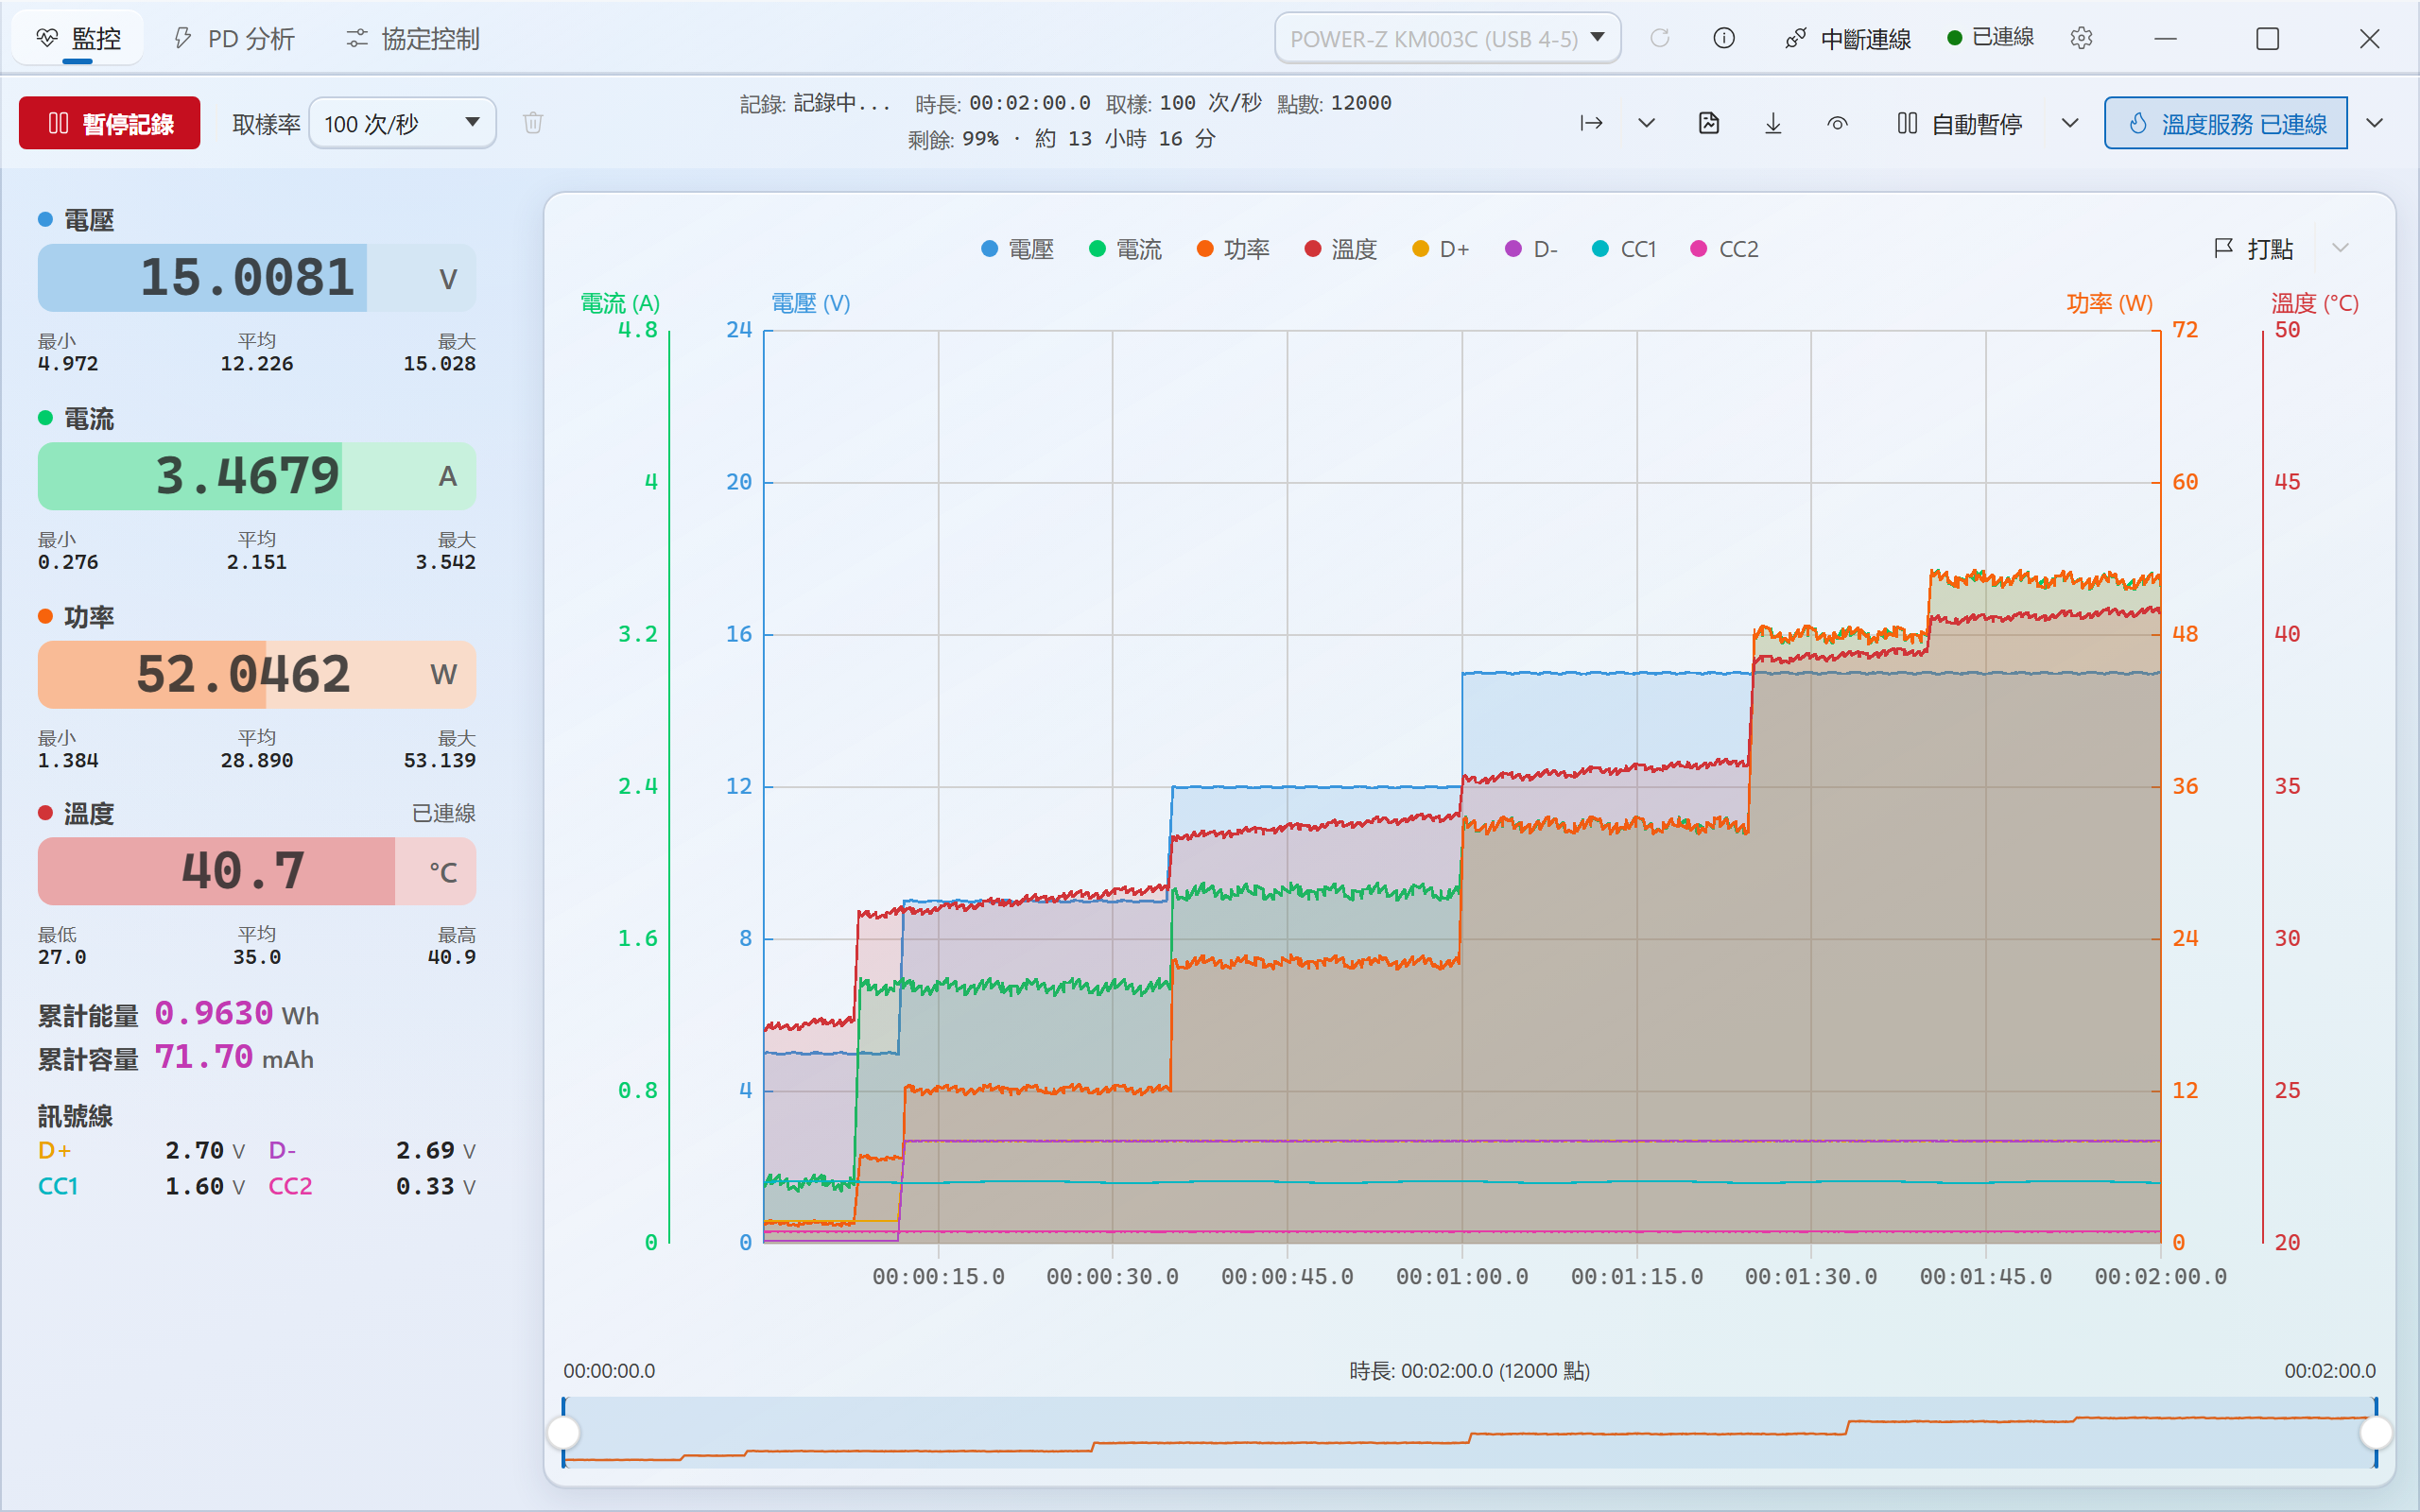 監控 PD 分析 協定控制 POWER-Z KM003C (USB 4-5) 中斷連線 已連線
暫停記錄 取樣率 100 次/秒 記錄: 記錄中... 時長: 00:02:00.0 取樣: 100 次/秒 點數: 12000 自動暫停 溫度服務 已連線
剩餘: 99% · 約 13 小時 16 分
電壓
15.0081 V
最小 平均 最大
4.972 12.226 15.028
電流
3.4679 A
最小 平均 最大
0.276 2.151 3.542
功率
52.0462 W
最小 平均 最大
1.384 28.890 53.139
溫度 已連線
40.7 °C
最低 平均 最高
27.0 35.0 40.9
累計能量 0.9630 Wh
累計容量 71.70 mAh
訊號線
D+ 2.70 V D- 2.69 V
CC1 1.60 V CC2 0.33 V
電壓 電流 功率 溫度 D+ D- CC1 CC2 打點
電流 (A) 電壓 (V) 功率 (W) 溫度 (°C)
4.8 24 72 50
4 20 60 45
3.2 16 48 40
2.4 12 36 35
1.6 8 24 30
0.8 4 12 25
0 0 0 20
00:00:15.0 00:00:30.0 00:00:45.0 00:01:00.0 00:01:15.0 00:01:30.0 00:01:45.0 00:02:00.0
00:00:00.0 時長: 00:02:00.0 (12000 點) 00:02:00.0